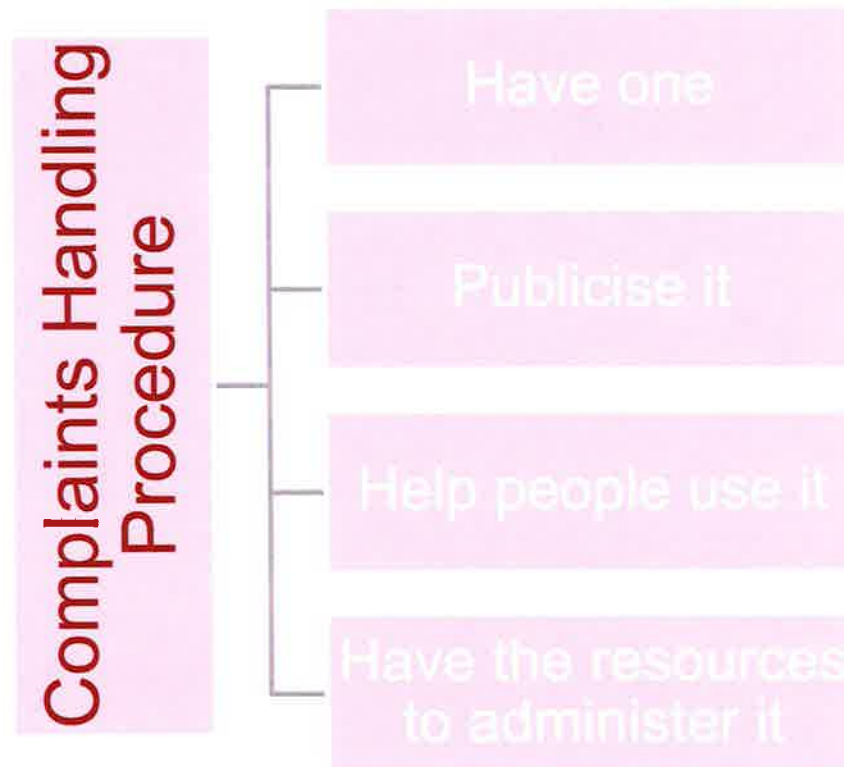 Complaints Handling
Procedure
Have one
Publicise it
Help people use it
Have the resources
to administer it